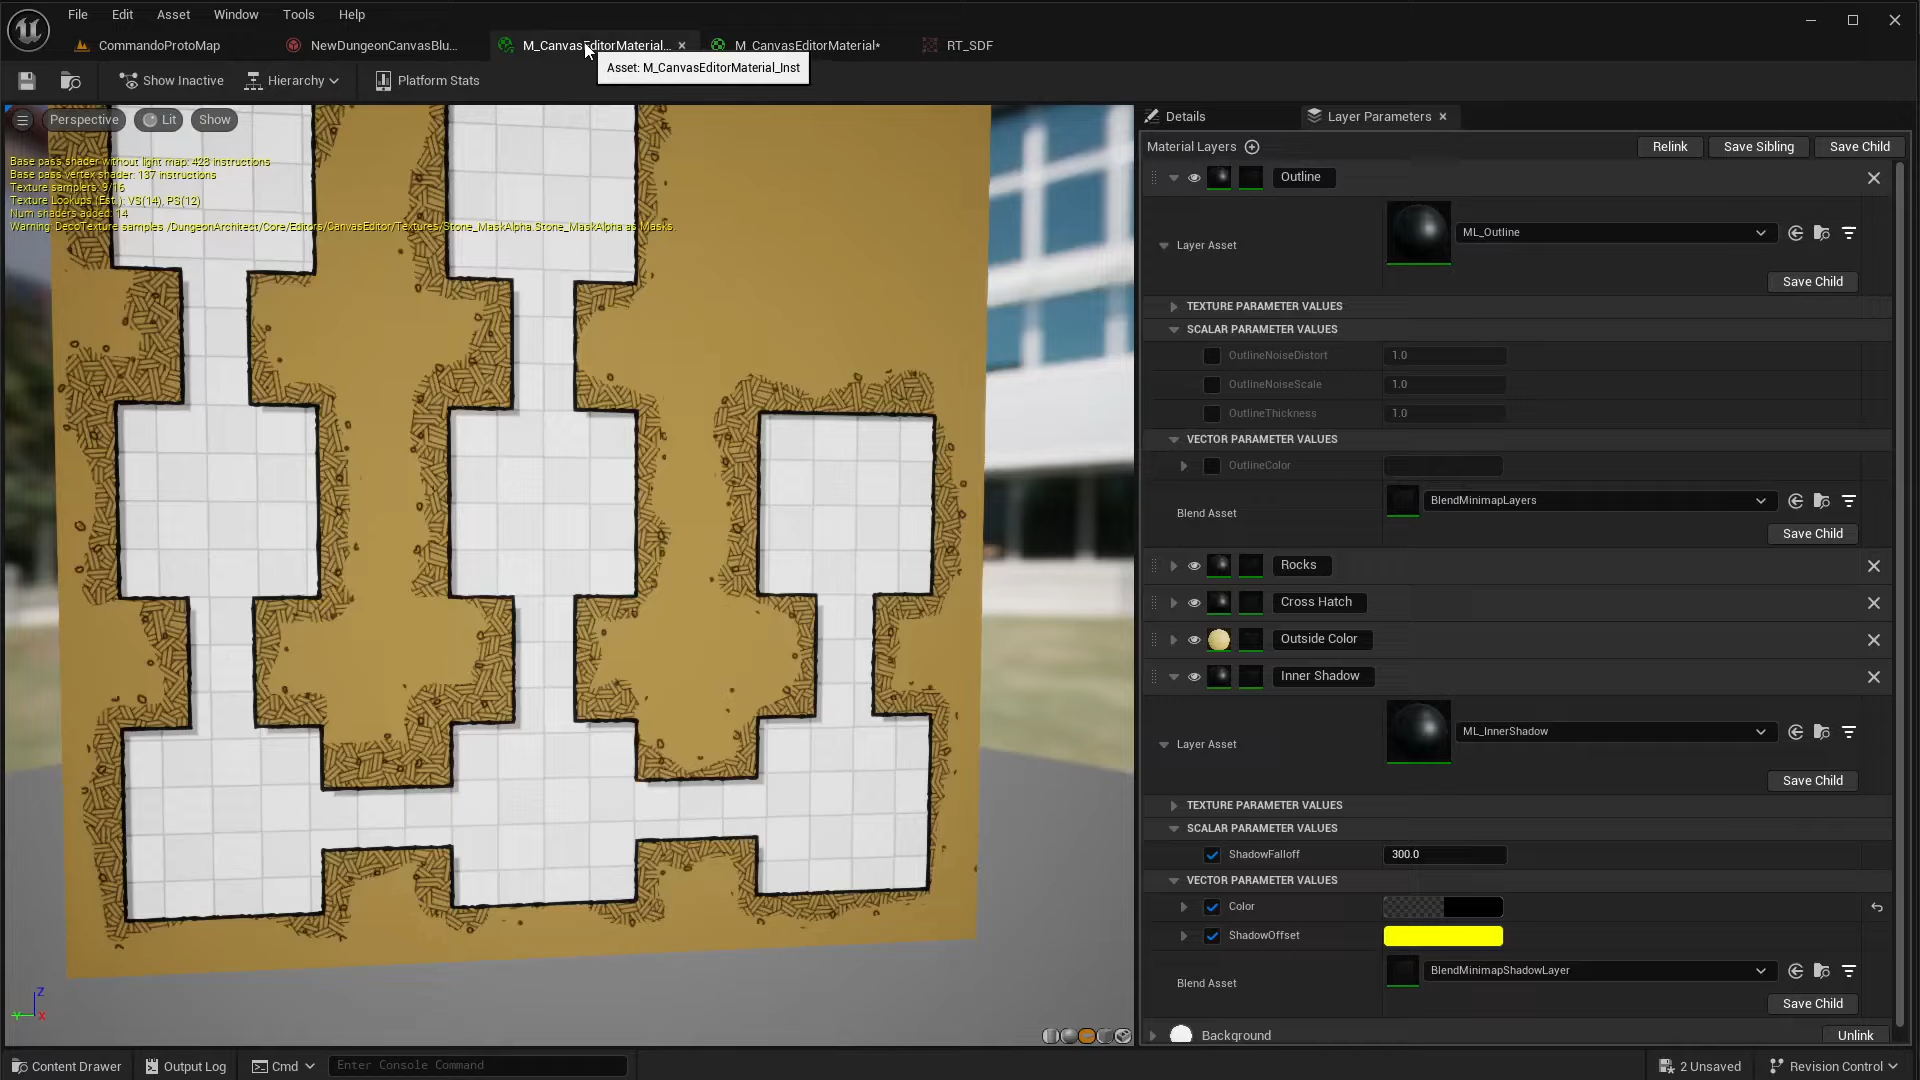 File Edit Asset Window Tools Help
CommandoProtoMap NewDungeonCanvasBlu... M_CanvasEditorMaterial... M_CanvasEditorMaterial* RT_SDF
Asset: M_CanvasEditorMaterial_Inst
Show Inactive Hierarchy Platform Stats
Perspective Lit Show
Base pass shader without light map: 428 instructions
Base pass vertex shader: 137 instructions
Texture samplers: 9/16
Texture Lookups (Est.): VS(14), PS(12)
Num shaders added: 14
Warning: DecoTexture samples /DungeonArchitect/Core/Editors/CanvasEditor/Textures/Stone_MaskAlpha.Stone_MaskAlpha as Masks.
Z
Y X
Details Layer Parameters
Material Layers Relink Save Sibling Save Child
Outline
Layer Asset ML_Outline
Save Child
TEXTURE PARAMETER VALUES
SCALAR PARAMETER VALUES
OutlineNoiseDistort 1.0
OutlineNoiseScale 1.0
OutlineThickness 1.0
VECTOR PARAMETER VALUES
OutlineColor
Blend Asset BlendMinimapLayers
Save Child
Rocks
Cross Hatch
Outside Color
Inner Shadow
Layer Asset ML_InnerShadow
Save Child
TEXTURE PARAMETER VALUES
SCALAR PARAMETER VALUES
ShadowFalloff 300.0
VECTOR PARAMETER VALUES
Color
ShadowOffset
Blend Asset BlendMinimapShadowLayer
Save Child
Background Unlink
Content Drawer Output Log Cmd Enter Console Command 2 Unsaved Revision Control